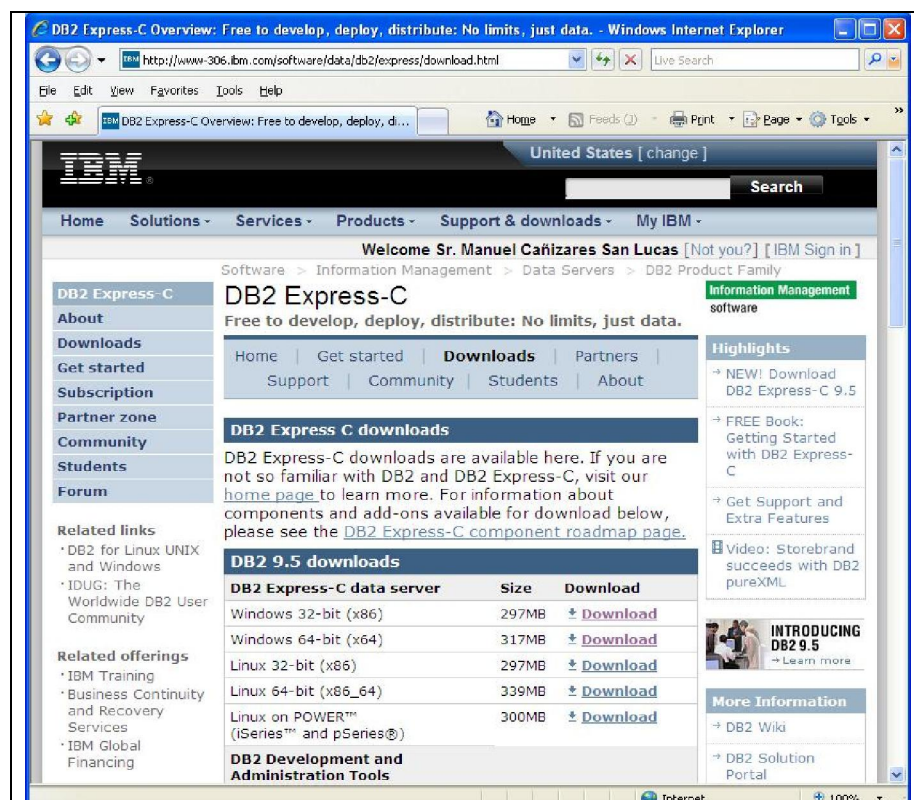 DB2 Express-C Overview: Free to develop, deploy, distribute: No limits, just data. - Windows Internet Explorer
http://www-306.ibm.com/software/data/db2/express/download.html
Live Search
File Edit View Favorites Tools Help
DB2 Express-C Overview: Free to develop, deploy, di...
Home Feeds (J) Print Page Tools »
IBM®
United States [ change ]
Search
Home Solutions Services Products Support & downloads My IBM
Welcome Sr. Manuel Cañizares San Lucas [Not you?] [ IBM Sign in ]
Software > Information Management > Data Servers > DB2 Product Family
DB2 Express-C
About
Downloads
Get started
Subscription
Partner zone
Community
Students
Forum
Related links
DB2 for Linux UNIX
and Windows
IDUG: The
Worldwide DB2 User
Community
Related offerings
IBM Training
Business Continuity
and Recovery
Services
IBM Global
Financing
DB2 Express-C
Free to develop, deploy, distribute: No limits, just data.
Home | Get started | Downloads | Partners |
Support | Community | Students | About
DB2 Express C downloads
DB2 Express-C downloads are available here. If you are
not so familiar with DB2 and DB2 Express-C, visit our
home page to learn more. For information about
components and add-ons available for download below,
please see the DB2 Express-C component roadmap page.
DB2 9.5 downloads
DB2 Express-C data server Size Download
Windows 32-bit (x86) 297MB Download
Windows 64-bit (x64) 317MB Download
Linux 32-bit (x86) 297MB Download
Linux 64-bit (x86_64) 339MB Download
Linux on POWER™ 300MB Download
(iSeries™ and pSeries®)
DB2 Development and
Administration Tools
Information Management
software
Highlights
NEW! Download
DB2 Express-C 9.5
FREE Book:
Getting Started
with DB2 Express-
C
Get Support and
Extra Features
Video: Storebrand
succeeds with DB2
pureXML
INTRODUCING
DB2 9.5
Learn more
More Information
DB2 Wiki
DB2 Solution
Portal
Internet 100%